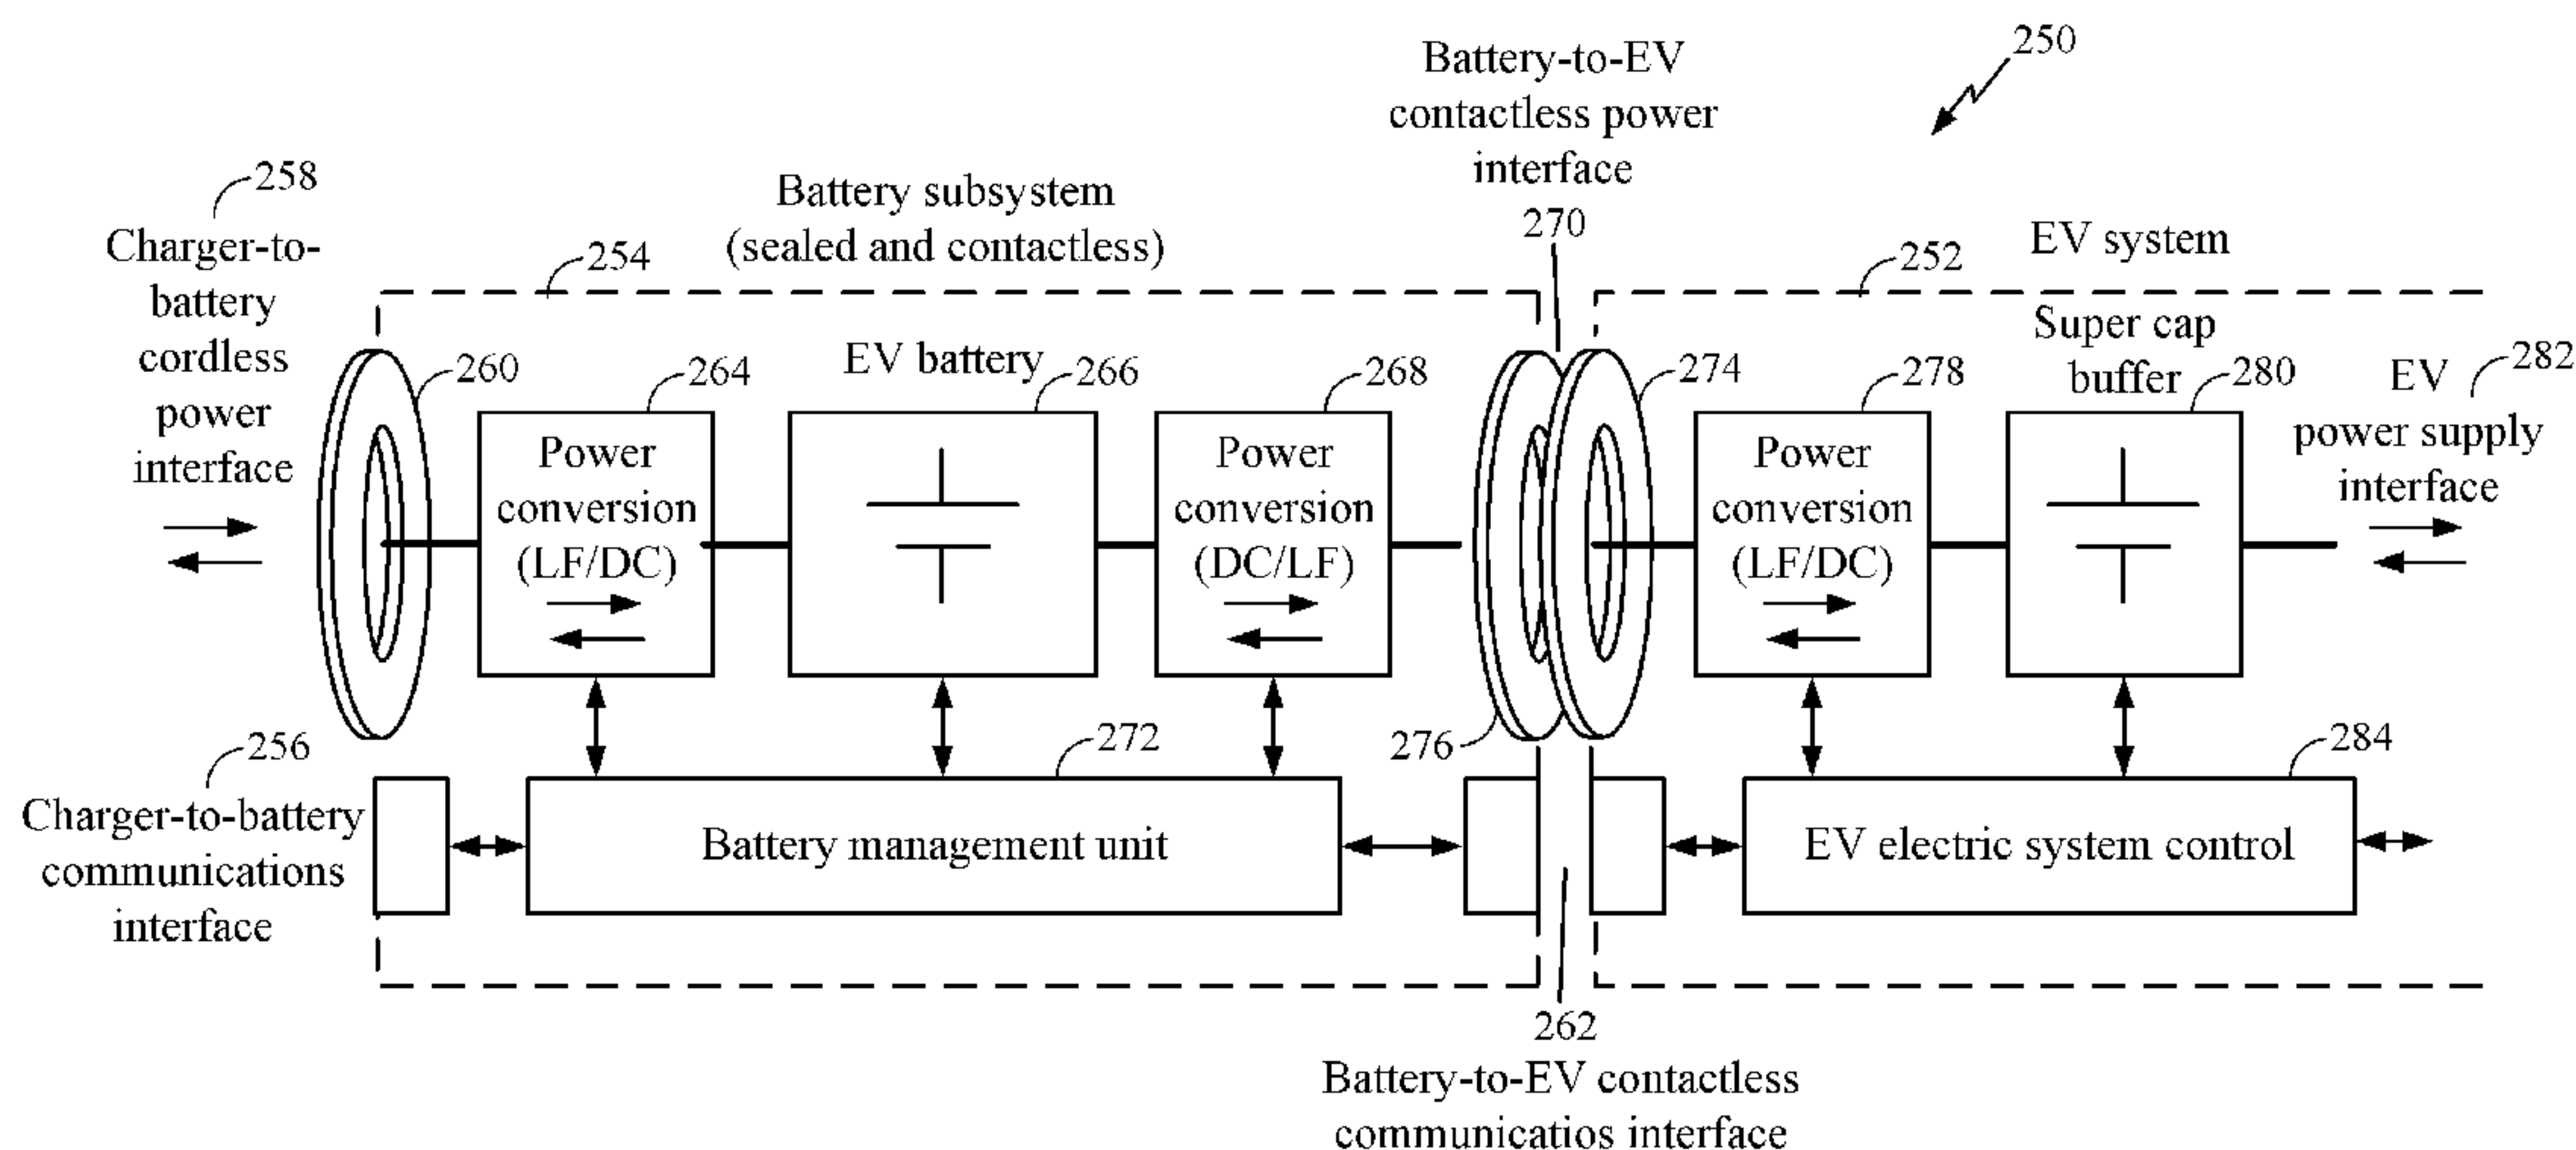 250
Battery-to-EV
contactless power
interface
270
258
Charger-to-
battery
cordless
power
interface
Battery subsystem
(sealed and contactless)
254
EV system
252
260
264
EV battery
266
268
274
278
Super cap
buffer
280
EV
power supply
interface
282
Power
conversion
(LF/DC)
Power
conversion
(DC/LF)
Power
conversion
(LF/DC)
256
Charger-to-battery
communications
interface
272
276
284
Battery management unit
EV electric system control
262
Battery-to-EV contactless
communicatios interface